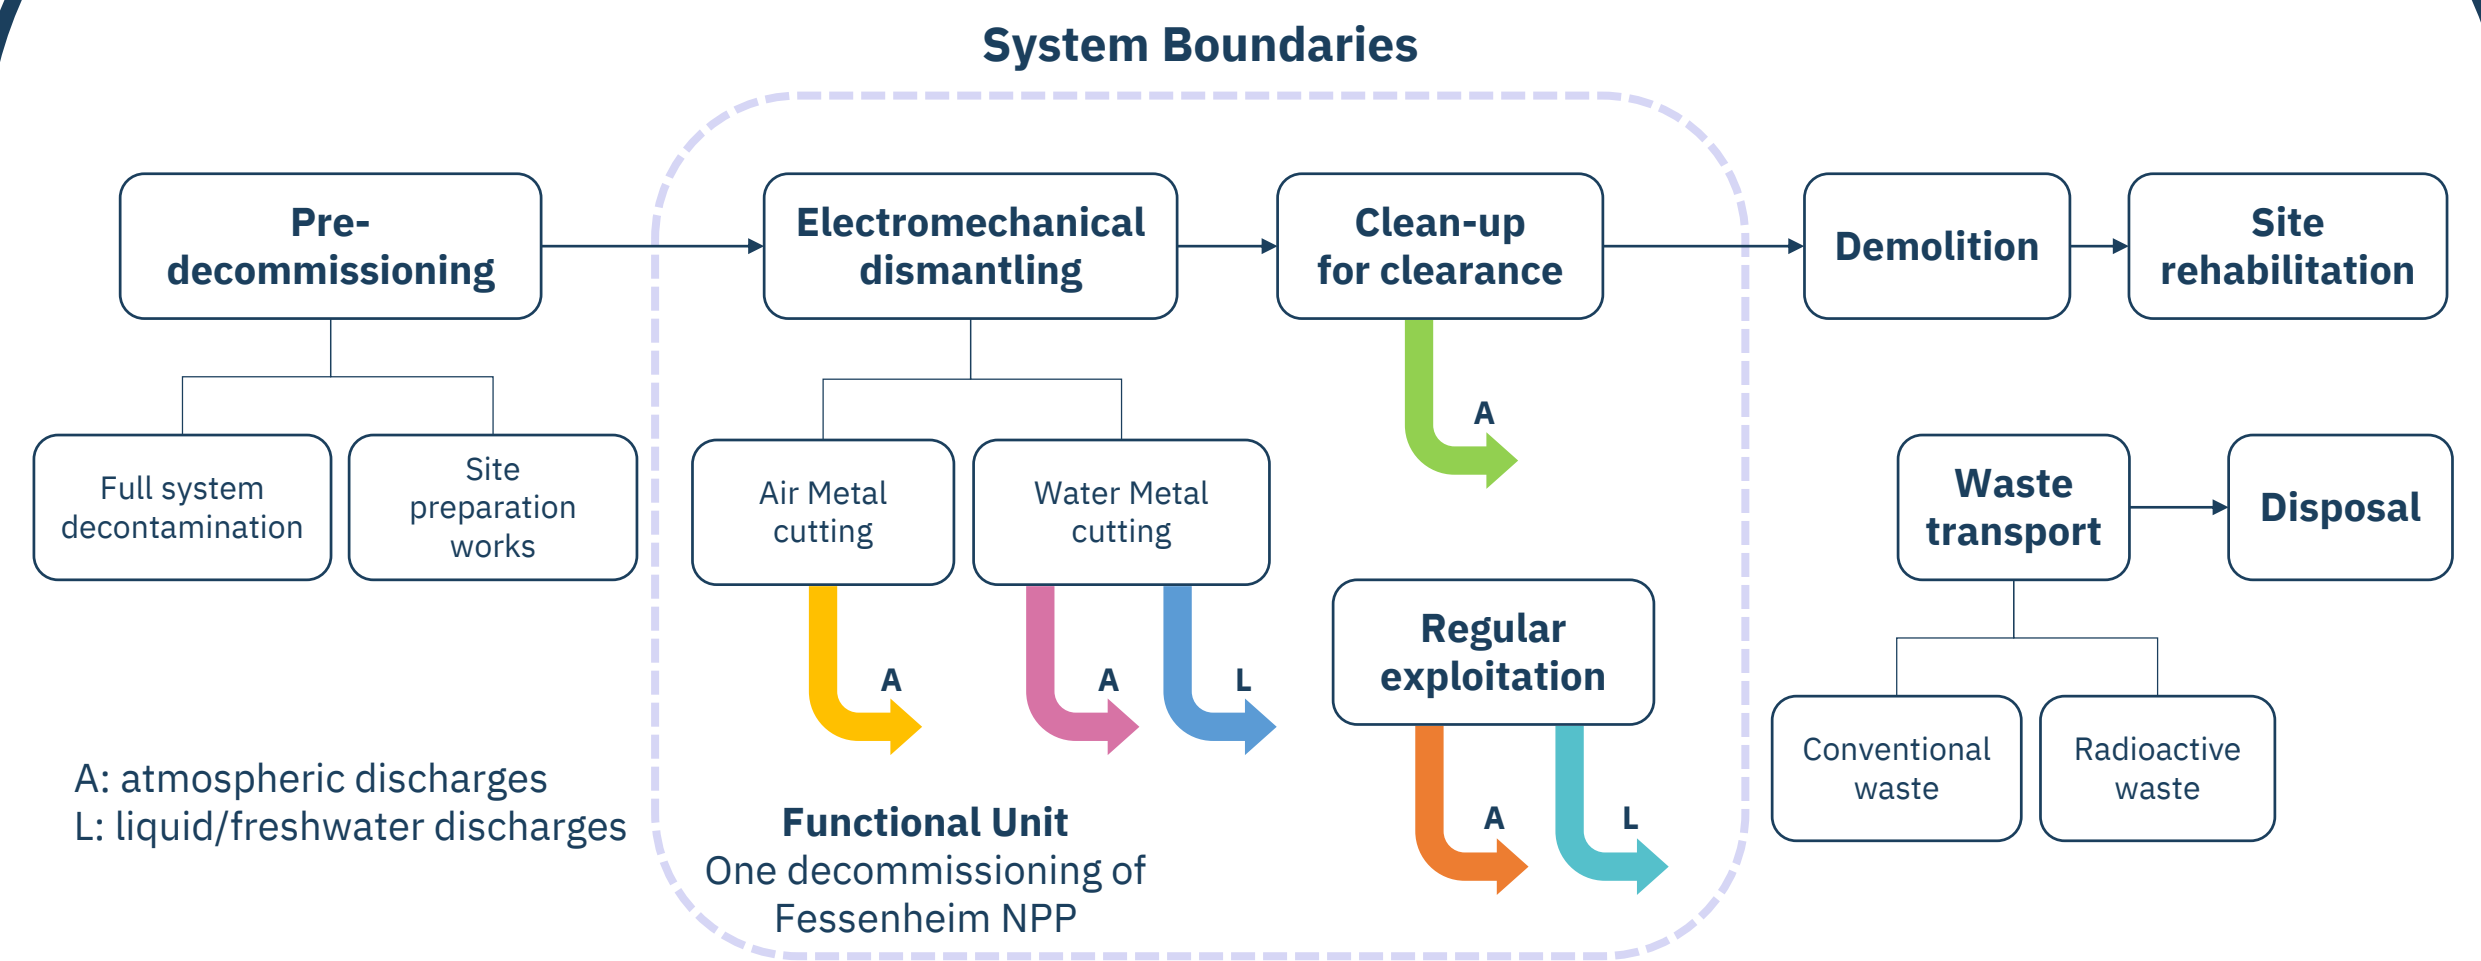 System Boundaries
Pre-
decommissioning
Electromechanical
dismantling
Clean-up
for clearance
Demolition
Site
rehabilitation
A
Full system
decontamination
Site
preparation
works
Air Metal
cutting
Water Metal
cutting
Waste
transport
Disposal
Regular
exploitation
A
A
L
Conventional
waste
Radioactive
waste
A: atmospheric discharges
L: liquid/freshwater discharges
Functional Unit
One decommissioning of
Fessenheim NPP
A
L